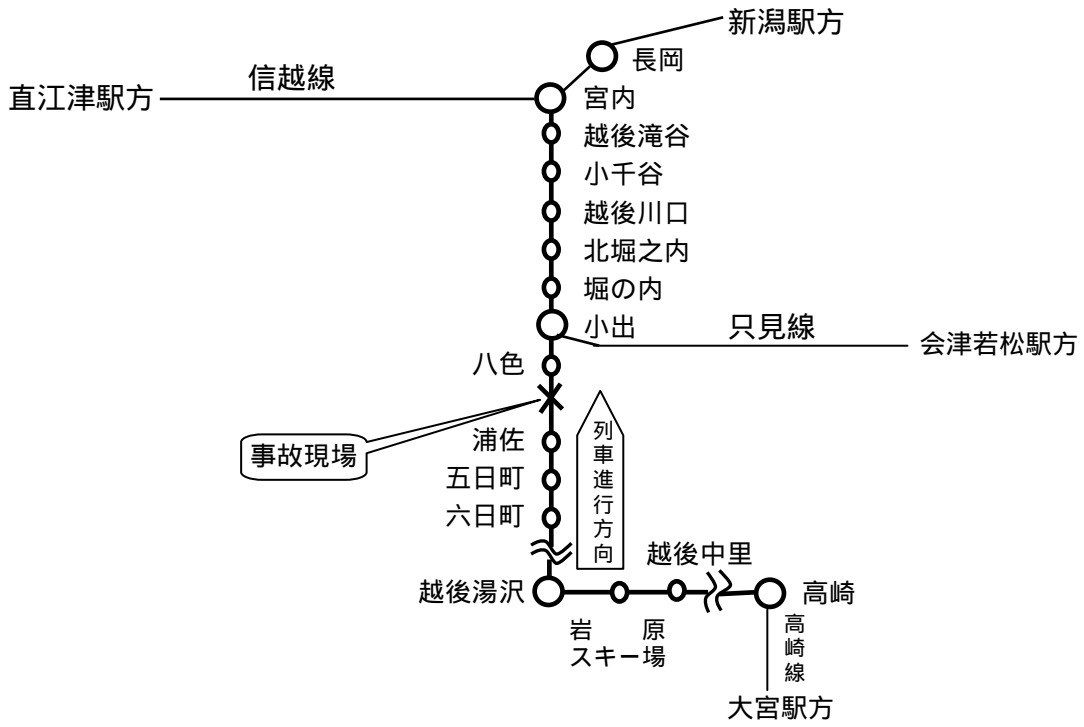 新潟駅方
長岡
信越線
直江津駅方
宮内
越後滝谷
小千谷
越後川口
北堀之内
堀の内
小出
只見線
会津若松駅方
八色
事故現場
浦佐
五日町
六日町
列車進行方向
越後中里
越後湯沢
高崎
岩原
スキー場
高崎線
大宮駅方